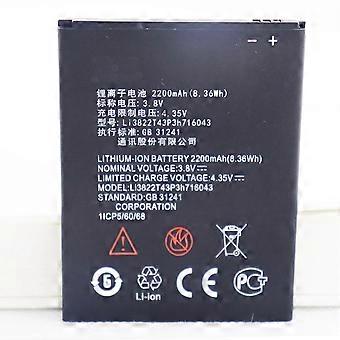 - +
锂离子电池 2200mAh(8.36Wh)
标称电压: 3.8V
充电限制电压: 4.35V
型号: Li3822T43P3h716043
执行标准: GB 31241
通讯股份有限公司
LITHIUM-ION BATTERY 2200mAh(8.36Wh)
NOMINAL VOLTAGE:3.8V
LIMITED CHARGE VOLTAGE:4.35V
MODEL:Li3822T43P3h716043
STANDARD:GB 31241
CORPORATION
1ICP5/60/68
5 Li-ion CE PCT